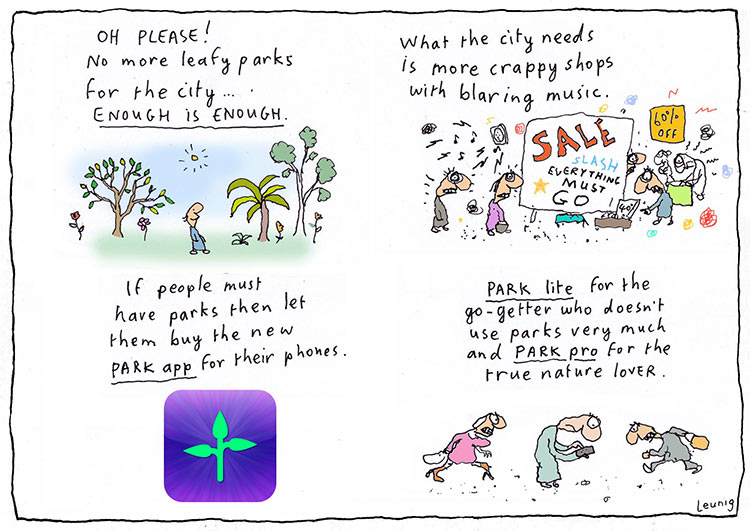 OH PLEASE!
No more leafy parks
for the city... .
ENOUGH IS ENOUGH.
What the city needs
is more crappy shops
with blaring music.
60%
OFF
SALE
SLASH
EVERYTHING
MUST
GO
If people must
have parks then let
them buy the new
PARK app for their phones.
PARK lite for the
go-getter who doesn't
use parks very much
and PARK pro for the
true nature lover.
Leunig